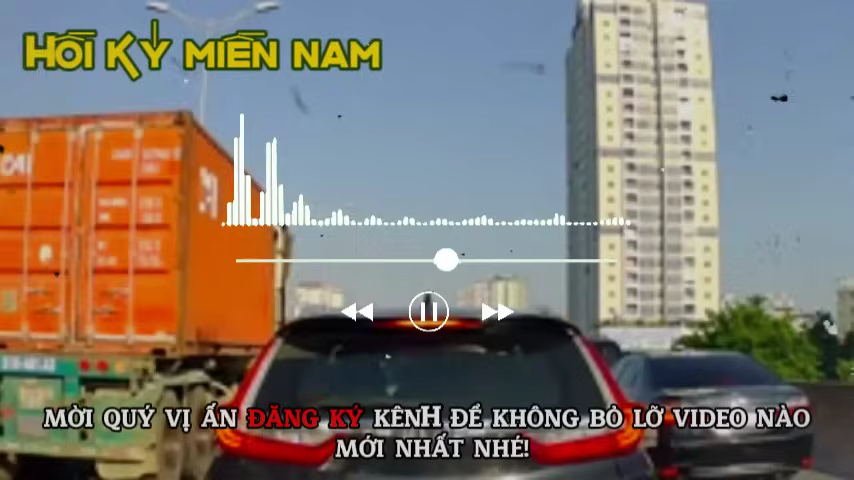 HỒI KÝ MIỀN NAM
MỜI QUÝ VỊ ẤN ĐĂNG KÝ KÊNH ĐỂ KHÔNG BỎ LỠ VIDEO NÀO
MỚI NHẤT NHÉ!